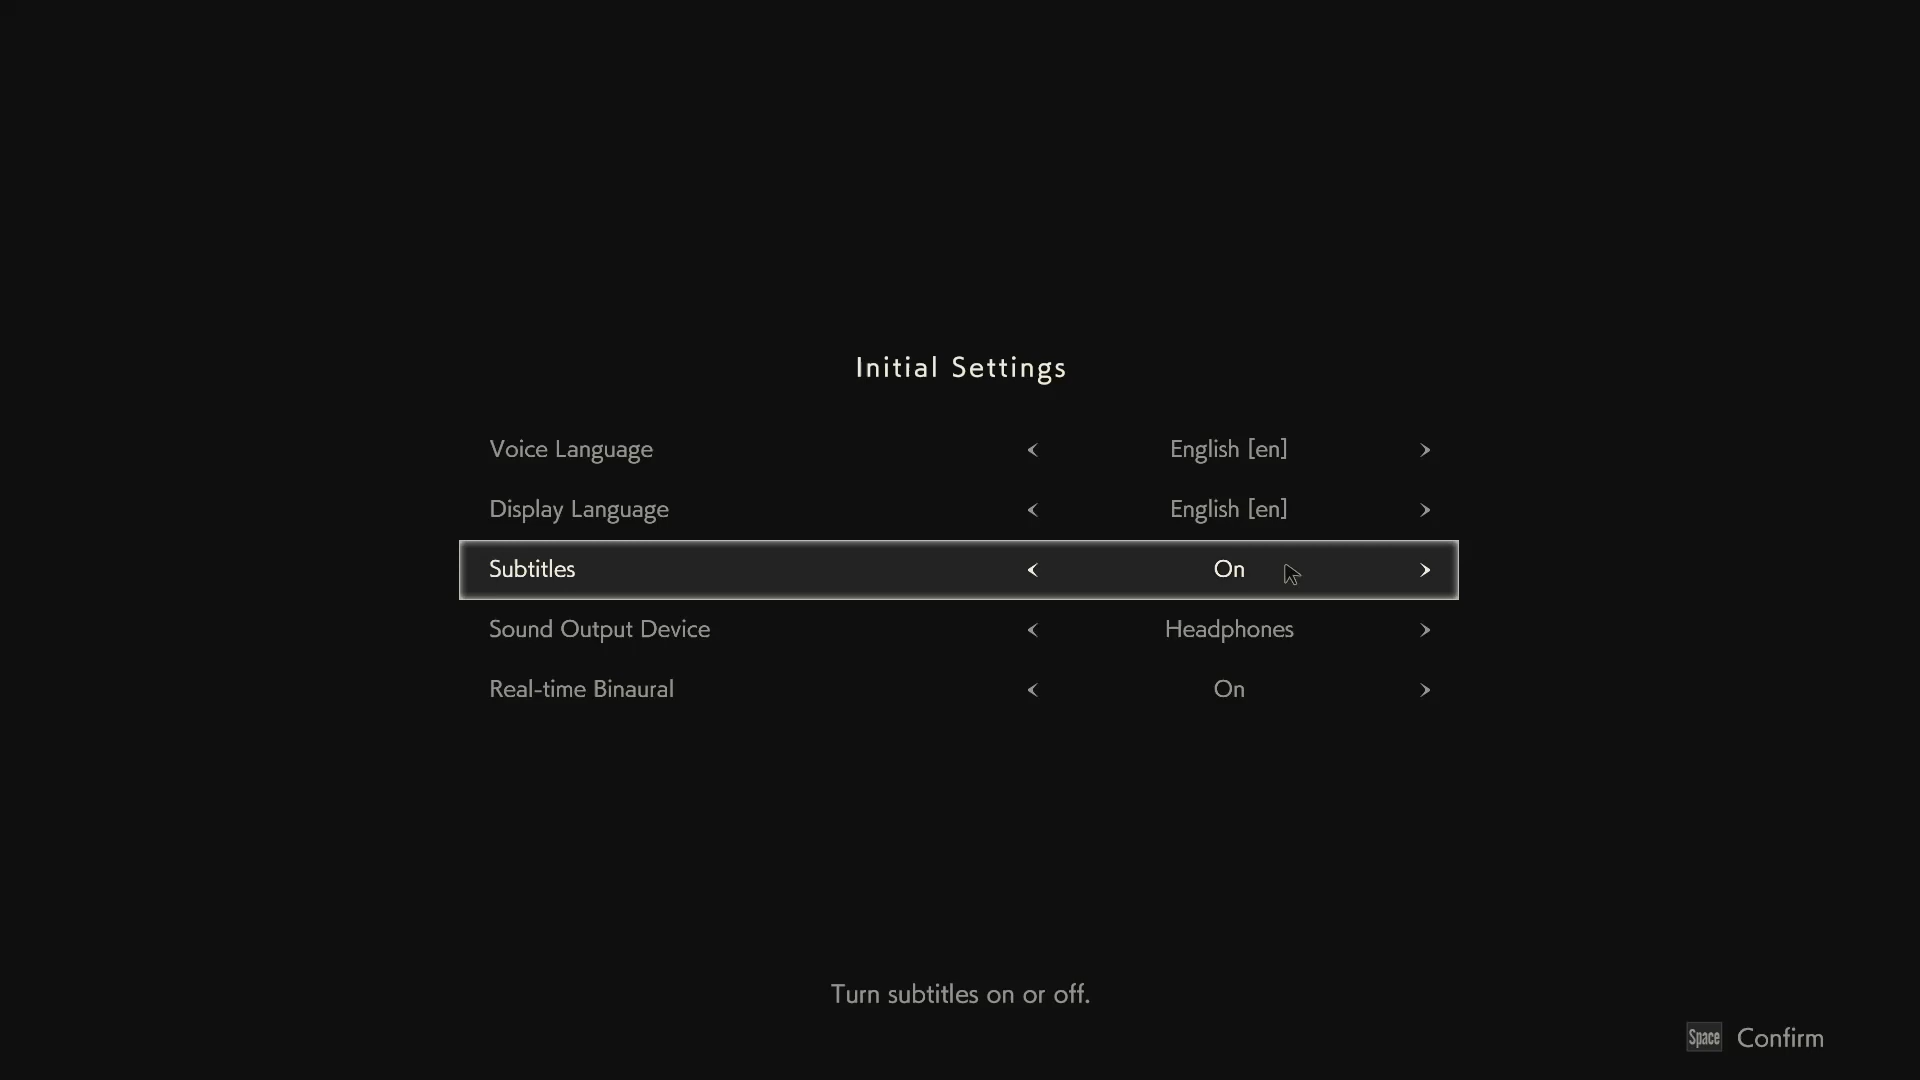 Initial Settings
Voice Language < English [en] >
Display Language < English [en] >
Subtitles < On >
Sound Output Device < Headphones >
Real-time Binaural < On >
Turn subtitles on or off.
Space Confirm